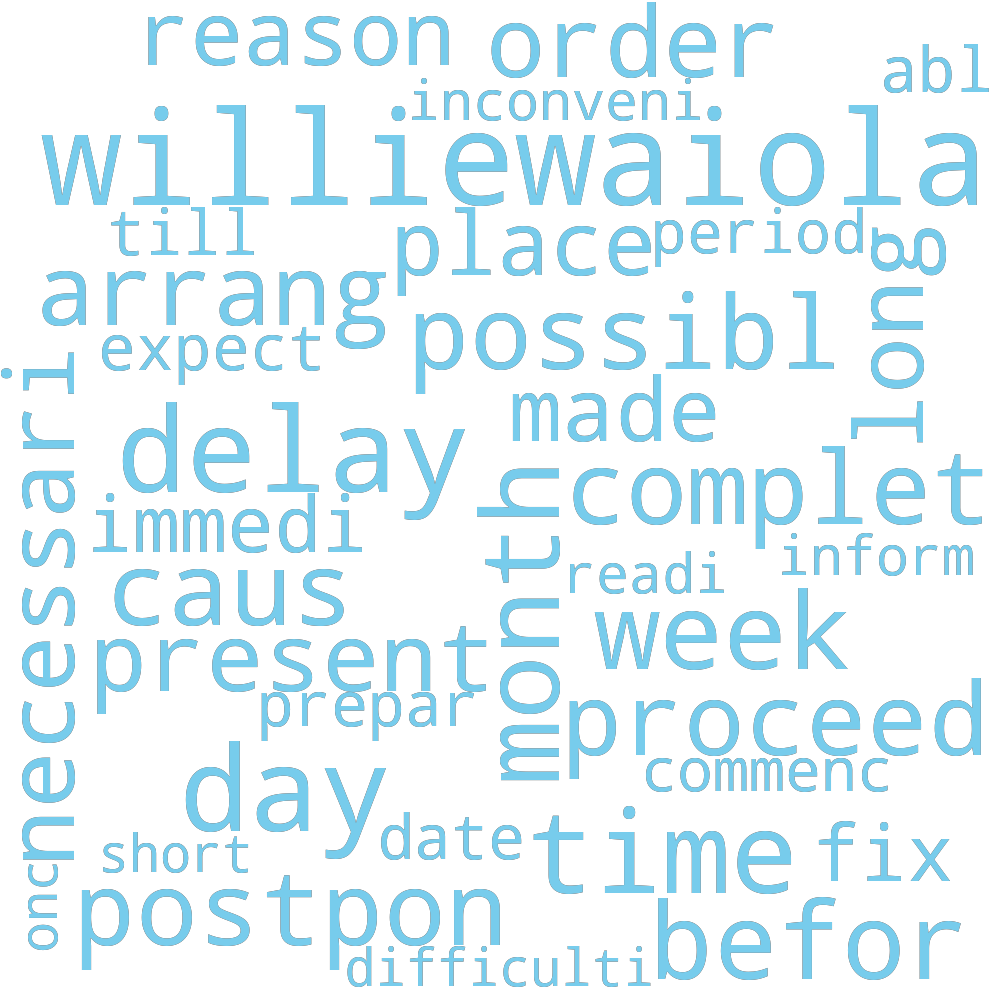 reason order
abl
inconveni
williewaiola
till place period
arrang
long
expect possibl
necessari
made
delay
month
complet
immedi
inform
readi
caus
week
present
prepar
proceed
commenc
day
date time fix
short
onc
postpon
befor
difficulti